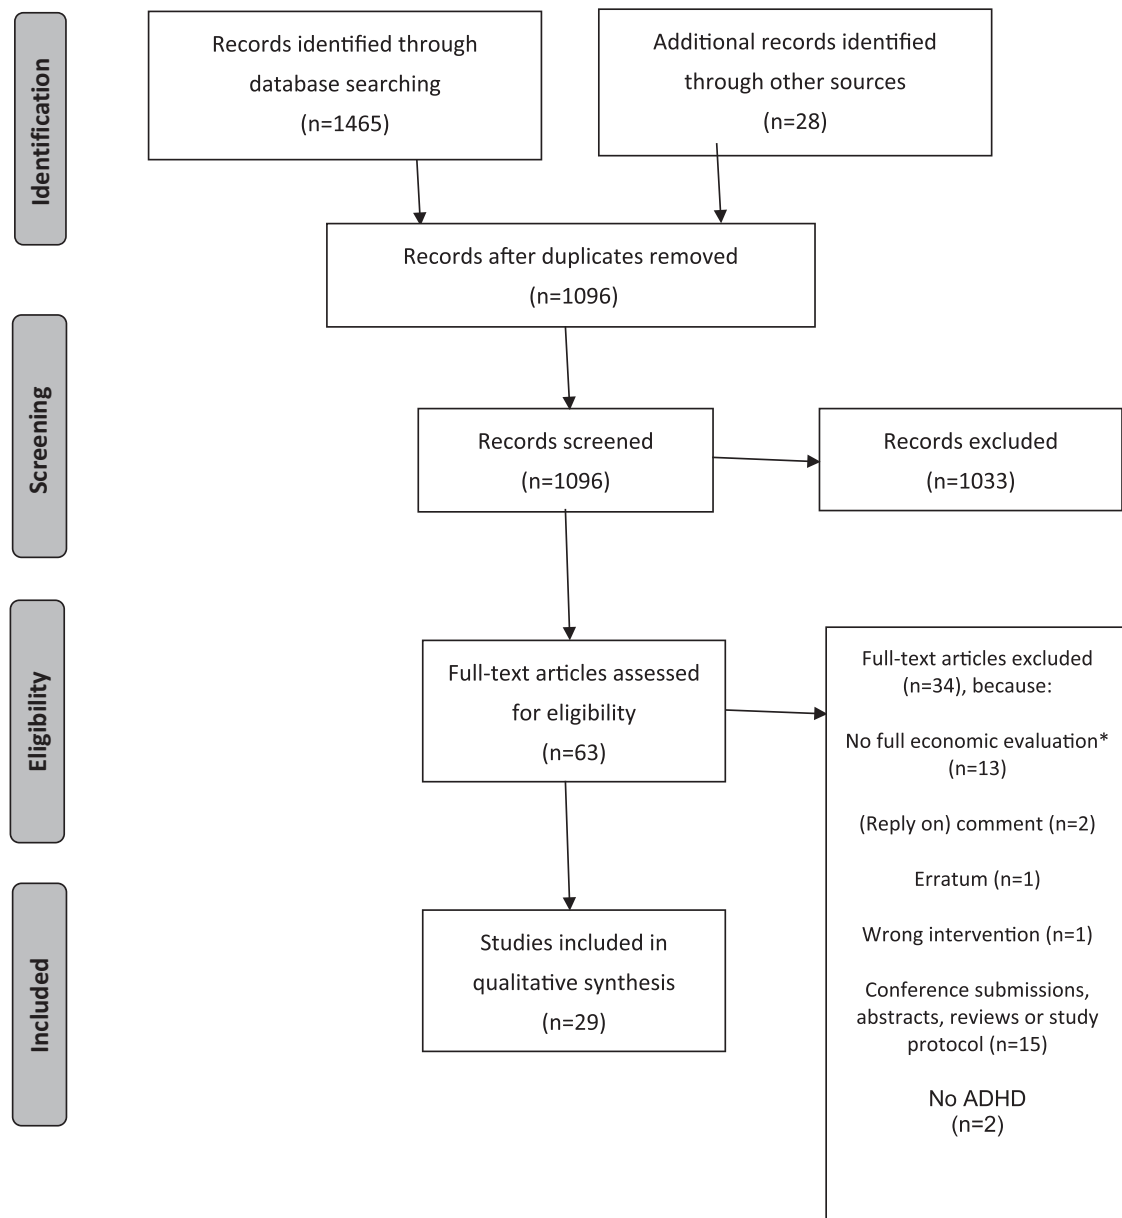 Identification
Records identified through
database searching
(n=1465)
Additional records identified
through other sources
(n=28)
Records after duplicates removed
(n=1096)
Screening
Records screened
(n=1096)
Records excluded
(n=1033)
Eligibility
Full-text articles assessed
for eligibility
(n=63)
Full-text articles excluded
(n=34), because:
No full economic evaluation*
(n=13)
(Reply on) comment (n=2)
Erratum (n=1)
Wrong intervention (n=1)
Conference submissions,
abstracts, reviews or study
protocol (n=15)
No ADHD
(n=2)
Included
Studies included in
qualitative synthesis
(n=29)